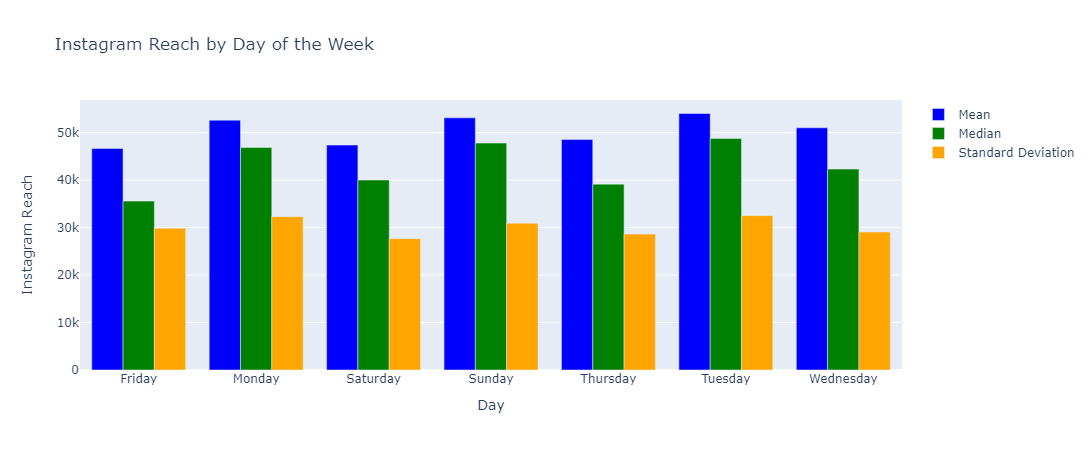 Instagram Reach by Day of the Week
Mean
Median
Standard Deviation
Instagram Reach
50k
40k
30k
20k
10k
0
Friday
Monday
Saturday
Sunday
Thursday
Tuesday
Wednesday
Day